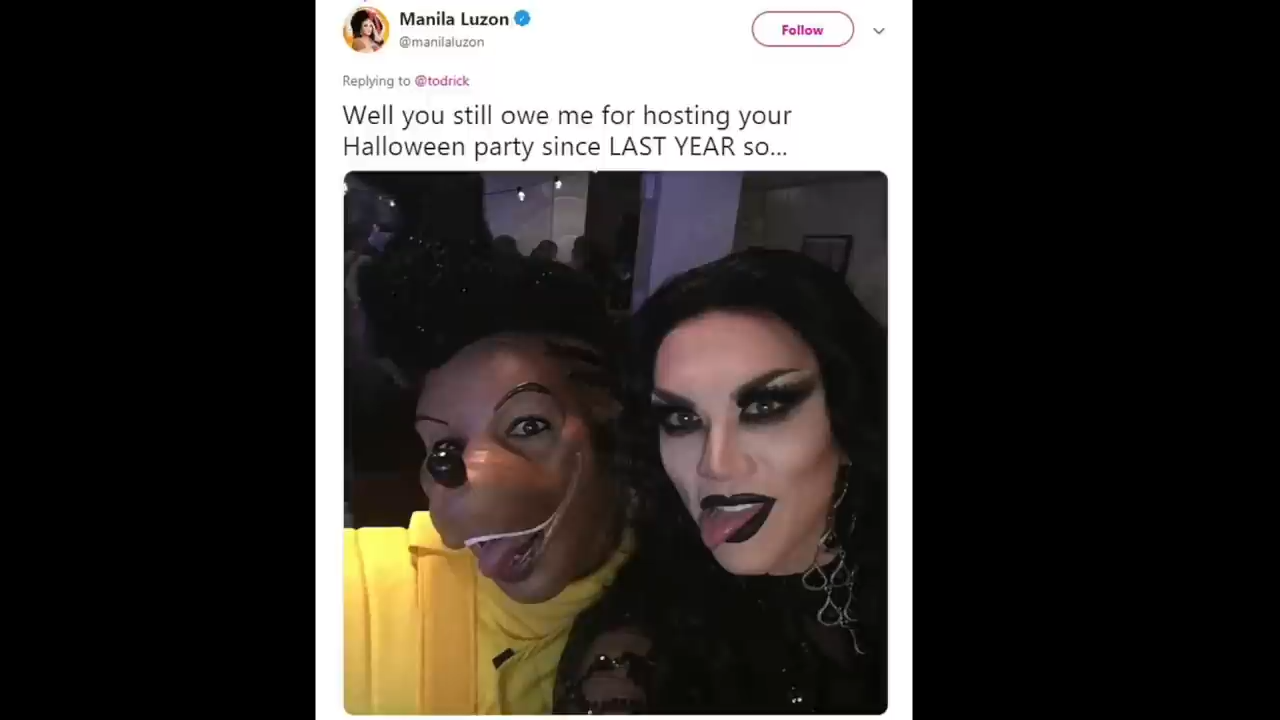 Manila Luzon
Follow
@manilaluzon
Replying to @todrick
Well you still owe me for hosting your
Halloween party since LAST YEAR so...